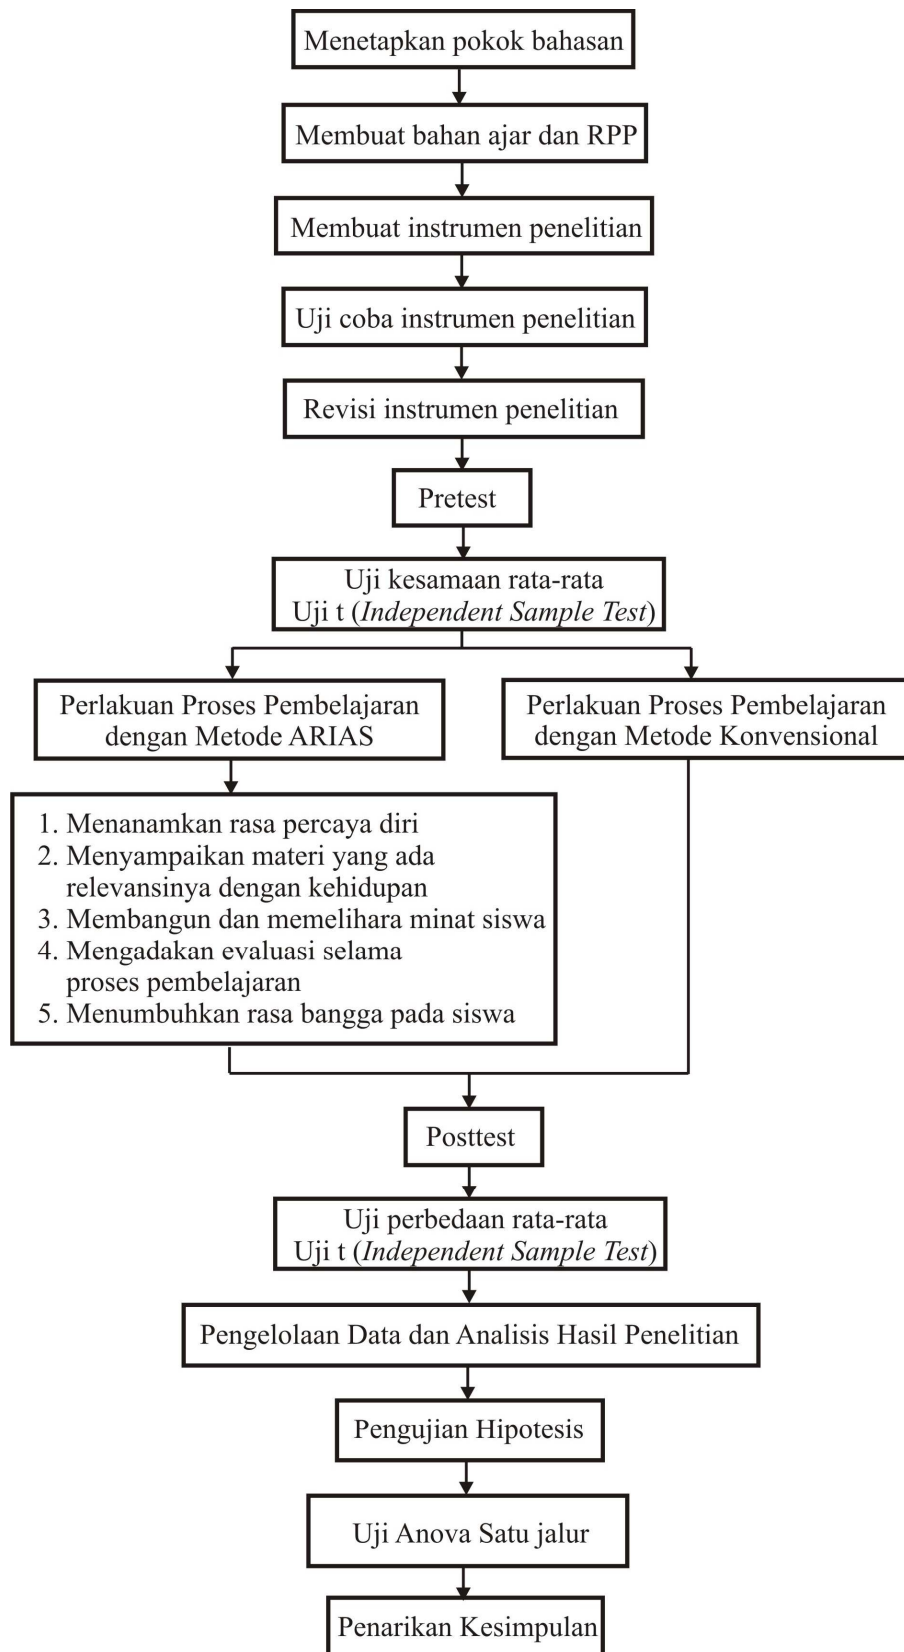 Menetapkan pokok bahasan
Membuat bahan ajar dan RPP
Membuat instrumen penelitian
Uji coba instrumen penelitian
Revisi instrumen penelitian
Pretest
Uji kesamaan rata-rata
Uji t (Independent Sample Test)
Perlakuan Proses Pembelajaran
dengan Metode ARIAS
Perlakuan Proses Pembelajaran
dengan Metode Konvensional
1. Menanamkan rasa percaya diri
2. Menyampaikan materi yang ada
relevansinya dengan kehidupan
3. Membangun dan memelihara minat siswa
4. Mengadakan evaluasi selama
proses pembelajaran
5. Menumbuhkan rasa bangga pada siswa
Posttest
Uji perbedaan rata-rata
Uji t (Independent Sample Test)
Pengelolaan Data dan Analisis Hasil Penelitian
Pengujian Hipotesis
Uji Anova Satu jalur
Penarikan Kesimpulan